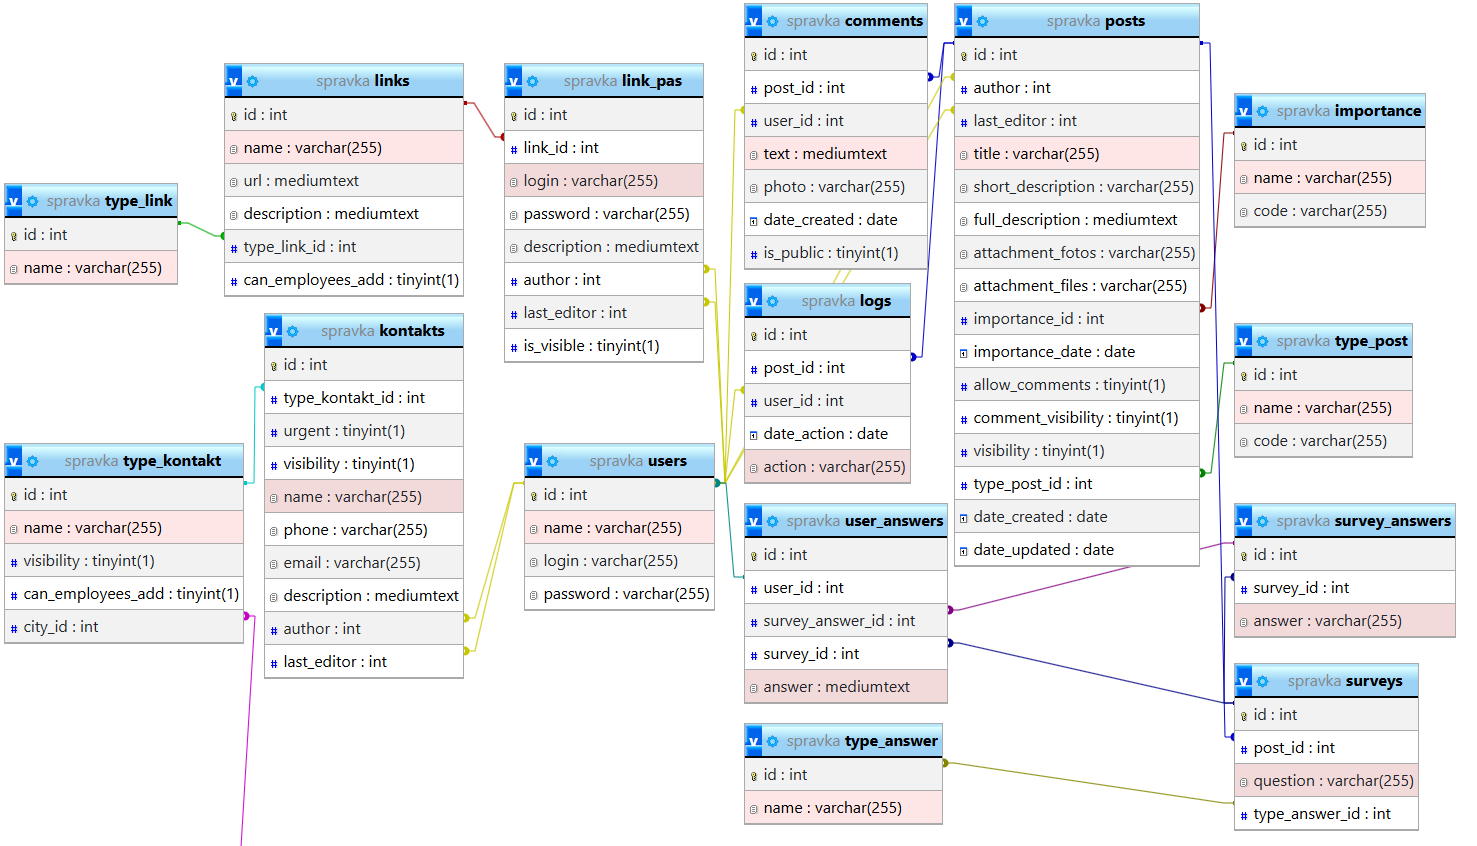 spravka type_link
id : int
name : varchar(255)
spravka links
id : int
name : varchar(255)
url : mediumtext
description : mediumtext
type_link_id : int
can_employees_add : tinyint(1)
spravka link_pas
id : int
link_id : int
login : varchar(255)
password : varchar(255)
description : mediumtext
author : int
last_editor : int
is_visible : tinyint(1)
spravka type_kontakt
id : int
name : varchar(255)
visibility : tinyint(1)
can_employees_add : tinyint(1)
city_id : int
spravka kontakts
id : int
type_kontakt_id : int
urgent : tinyint(1)
visibility : tinyint(1)
name : varchar(255)
phone : varchar(255)
email : varchar(255)
description : mediumtext
author : int
last_editor : int
spravka users
id : int
name : varchar(255)
login : varchar(255)
password : varchar(255)
spravka comments
id : int
post_id : int
user_id : int
text : mediumtext
photo : varchar(255)
date_created : date
is_public : tinyint(1)
spravka logs
id : int
post_id : int
user_id : int
date_action : date
action : varchar(255)
spravka user_answers
id : int
user_id : int
survey_answer_id : int
survey_id : int
answer : mediumtext
spravka type_answer
id : int
name : varchar(255)
spravka posts
id : int
author : int
last_editor : int
title : varchar(255)
short_description : varchar(255)
full_description : mediumtext
attachment_fotos : varchar(255)
attachment_files : varchar(255)
importance_id : int
importance_date : date
allow_comments : tinyint(1)
comment_visibility : tinyint(1)
visibility : tinyint(1)
type_post_id : int
date_created : date
date_updated : date
spravka importance
id : int
name : varchar(255)
code : varchar(255)
spravka type_post
id : int
name : varchar(255)
code : varchar(255)
spravka survey_answers
id : int
survey_id : int
answer : varchar(255)
spravka surveys
id : int
post_id : int
question : varchar(255)
type_answer_id : int